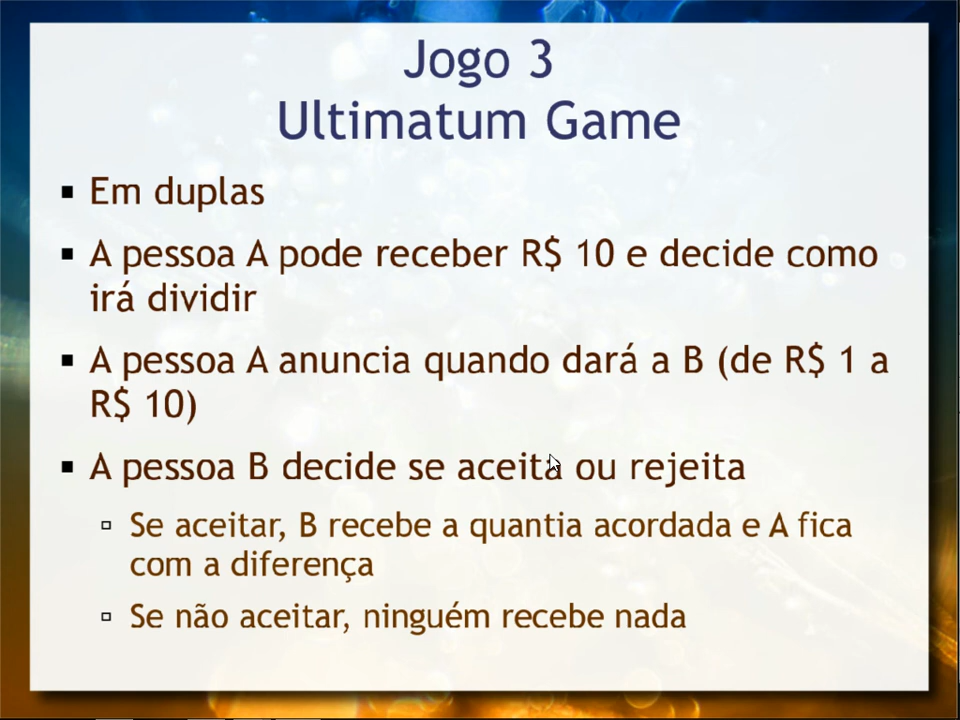 Jogo 3
Ultimatum Game
Em duplas
A pessoa A pode receber R$ 10 e decide como
irá dividir
A pessoa A anuncia quando dará a B (de R$ 1 a
R$ 10)
A pessoa B decide se aceita ou rejeita
Se aceitar, B recebe a quantia acordada e A fica
com a diferença
Se não aceitar, ninguém recebe nada